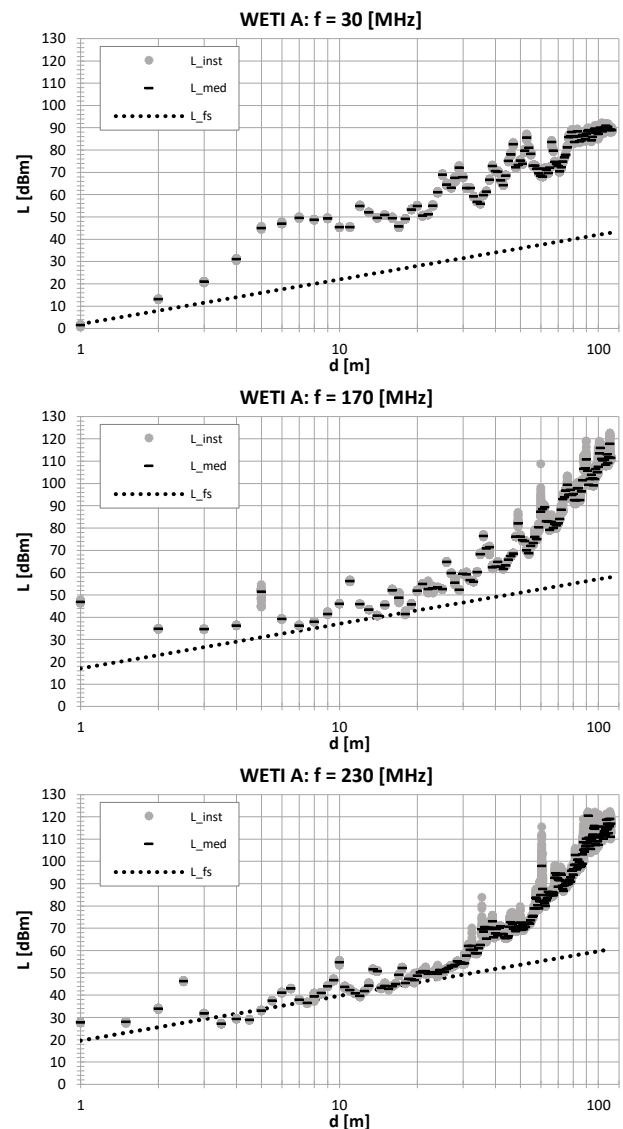 WETI A: f = 30 [MHz]
130
120
110
100
90
80
70
60
50
40
30
20
10
0
L [dBm]
L_inst
L_med
L_fs
1 10 100
d [m]
WETI A: f = 170 [MHz]
130
120
110
100
90
80
70
60
50
40
30
20
10
0
L [dBm]
L_inst
L_med
L_fs
1 10 100
d [m]
WETI A: f = 230 [MHz]
130
120
110
100
90
80
70
60
50
40
30
20
10
0
L [dBm]
L_inst
L_med
L_fs
1 10 100
d [m]